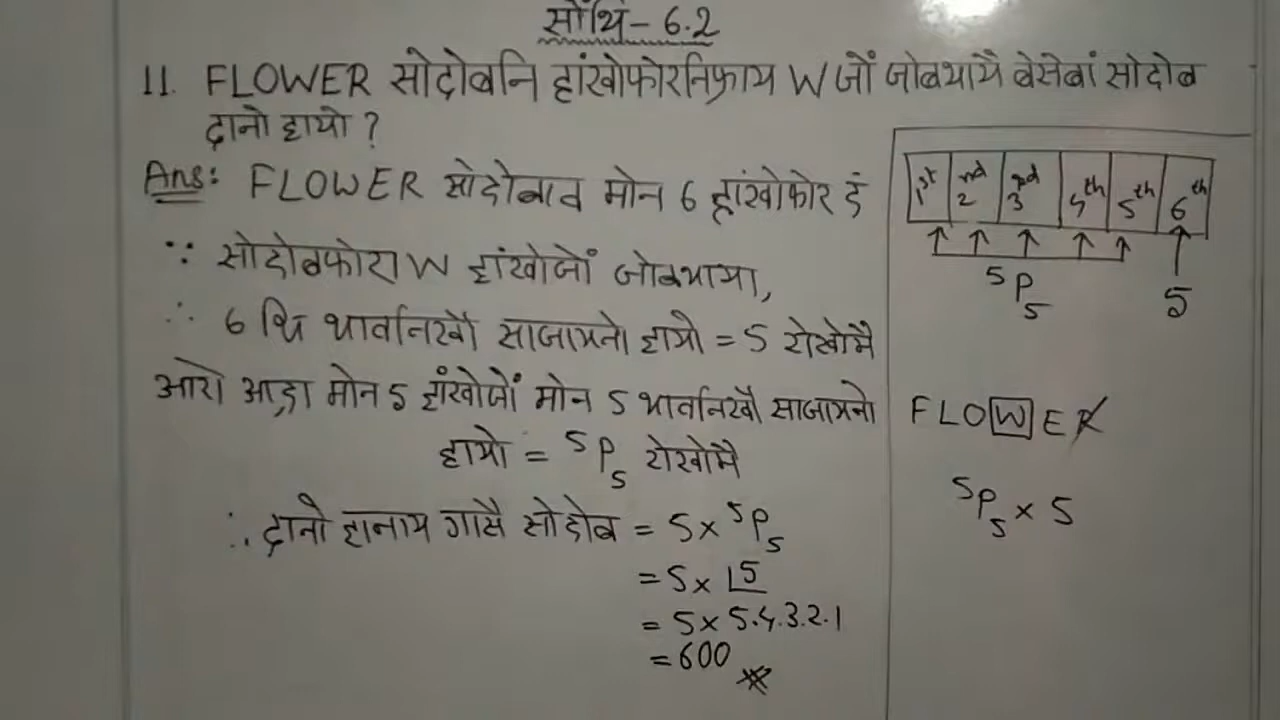 सोंथि- 6.2
11. FLOWER सोदोबनि हांखोफोरनिफ्राय W जों जोबथायै बेसेबां सोदोब
दानो हायो ?
Ans: FLOWER सोदोबाव मोन 6 हांखोफोर दं
∵ सोदोबफोरा W हांखोजों जोबथाया,
∴ 6 थि थावनिखौ साजायनो हायो = 5 रोखोमै
आरो आद्रा मोन 5 हांखोजों मोन 5 थावनिखौ साजायनो
हायो = ⁵P₅ रोखोमै
∴ दानो हानाय गासै सोदोब = 5 x ⁵P₅
= 5 x |5
= 5 x 5.4.3.2.1
= 600
1st 2nd 3rd 4th 5th 6th
⁵P₅ 5
FLOWER
⁵P₅ x 5